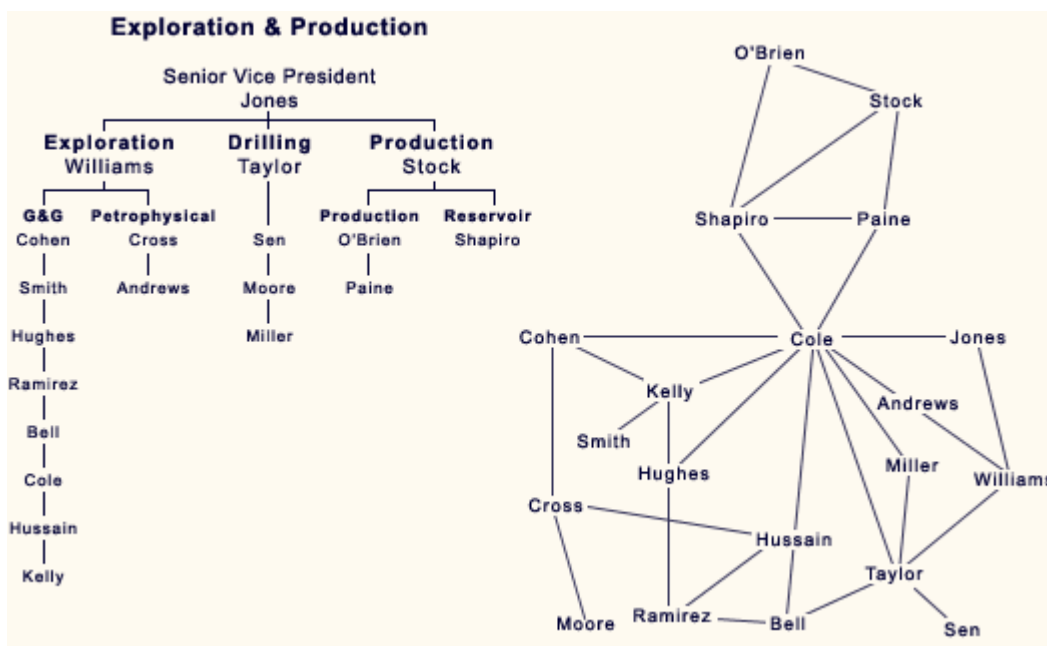 Exploration & Production
Senior Vice President
Jones
Exploration Drilling Production
Williams Taylor Stock
G&G Petrophysical Production Reservoir
Cohen Cross Sen O'Brien Shapiro
Smith Andrews Moore Paine
Hughes Miller
Ramirez
Bell
Cole
Hussain
Kelly
O'Brien
Stock
Shapiro Paine
Cohen Cole Jones
Kelly
Andrews
Smith
Hughes Miller Williams
Cross
Hussain
Taylor
Moore Ramirez Bell Sen